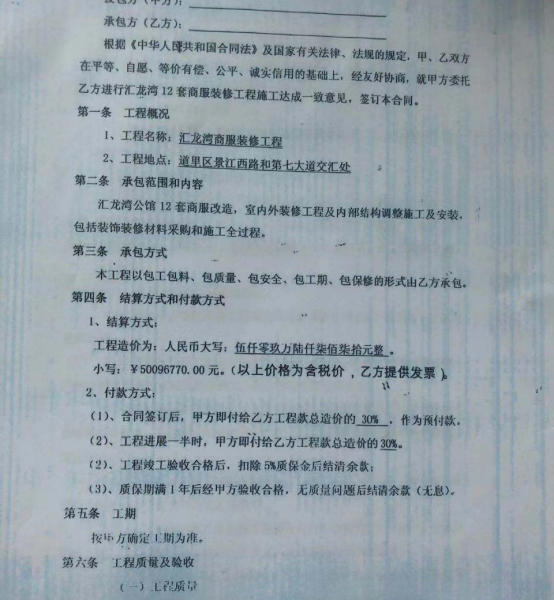 发包方（甲方）：
承包方（乙方）：
根据《中华人民共和国合同法》及国家有关法律、法规的规定，甲、乙双方
在平等、自愿、等价有偿、公平、诚实信用的基础上，经友好协商，就甲方委托
乙方进行汇龙湾 12 套商服装修工程施工达成一致意见，签订本合同。
第一条 工程概况
1、工程名称：汇龙湾商服装修工程
2、工程地点：道里区景江西路和第七大道交汇处
第二条 承包范围和内容
汇龙湾公馆 12 套商服改造，室内外装修工程及内部结构调整施工及安装，
包括装饰装修材料采购和施工全过程。
第三条 承包方式
本工程以包工包料、包质量、包安全、包工期、包保修的形式由乙方承包。
第四条 结算方式和付款方式
1、结算方式：
工程造价为：人民币大写：伍仟零玖万陆仟柒佰柒拾元整 。
小写：￥50096770.00 元。（以上价格为含税价，乙方提供发票）。
2、付款方式：
（1）、合同签订后，甲方即付给乙方工程款总造价的 30% ，作为预付款。
（2）、工程进展一半时，甲方即付给乙方工程款总造价的 30%。
（2）、工程竣工验收合格后，扣除 5%质保金后结清余款；
（3）、质保期满 1 年后经甲方验收合格，无质量问题后结清余款（无息）。
第五条 工期
按 方确定工期为准。
第六条 工程质量及验收
（一）工程质量